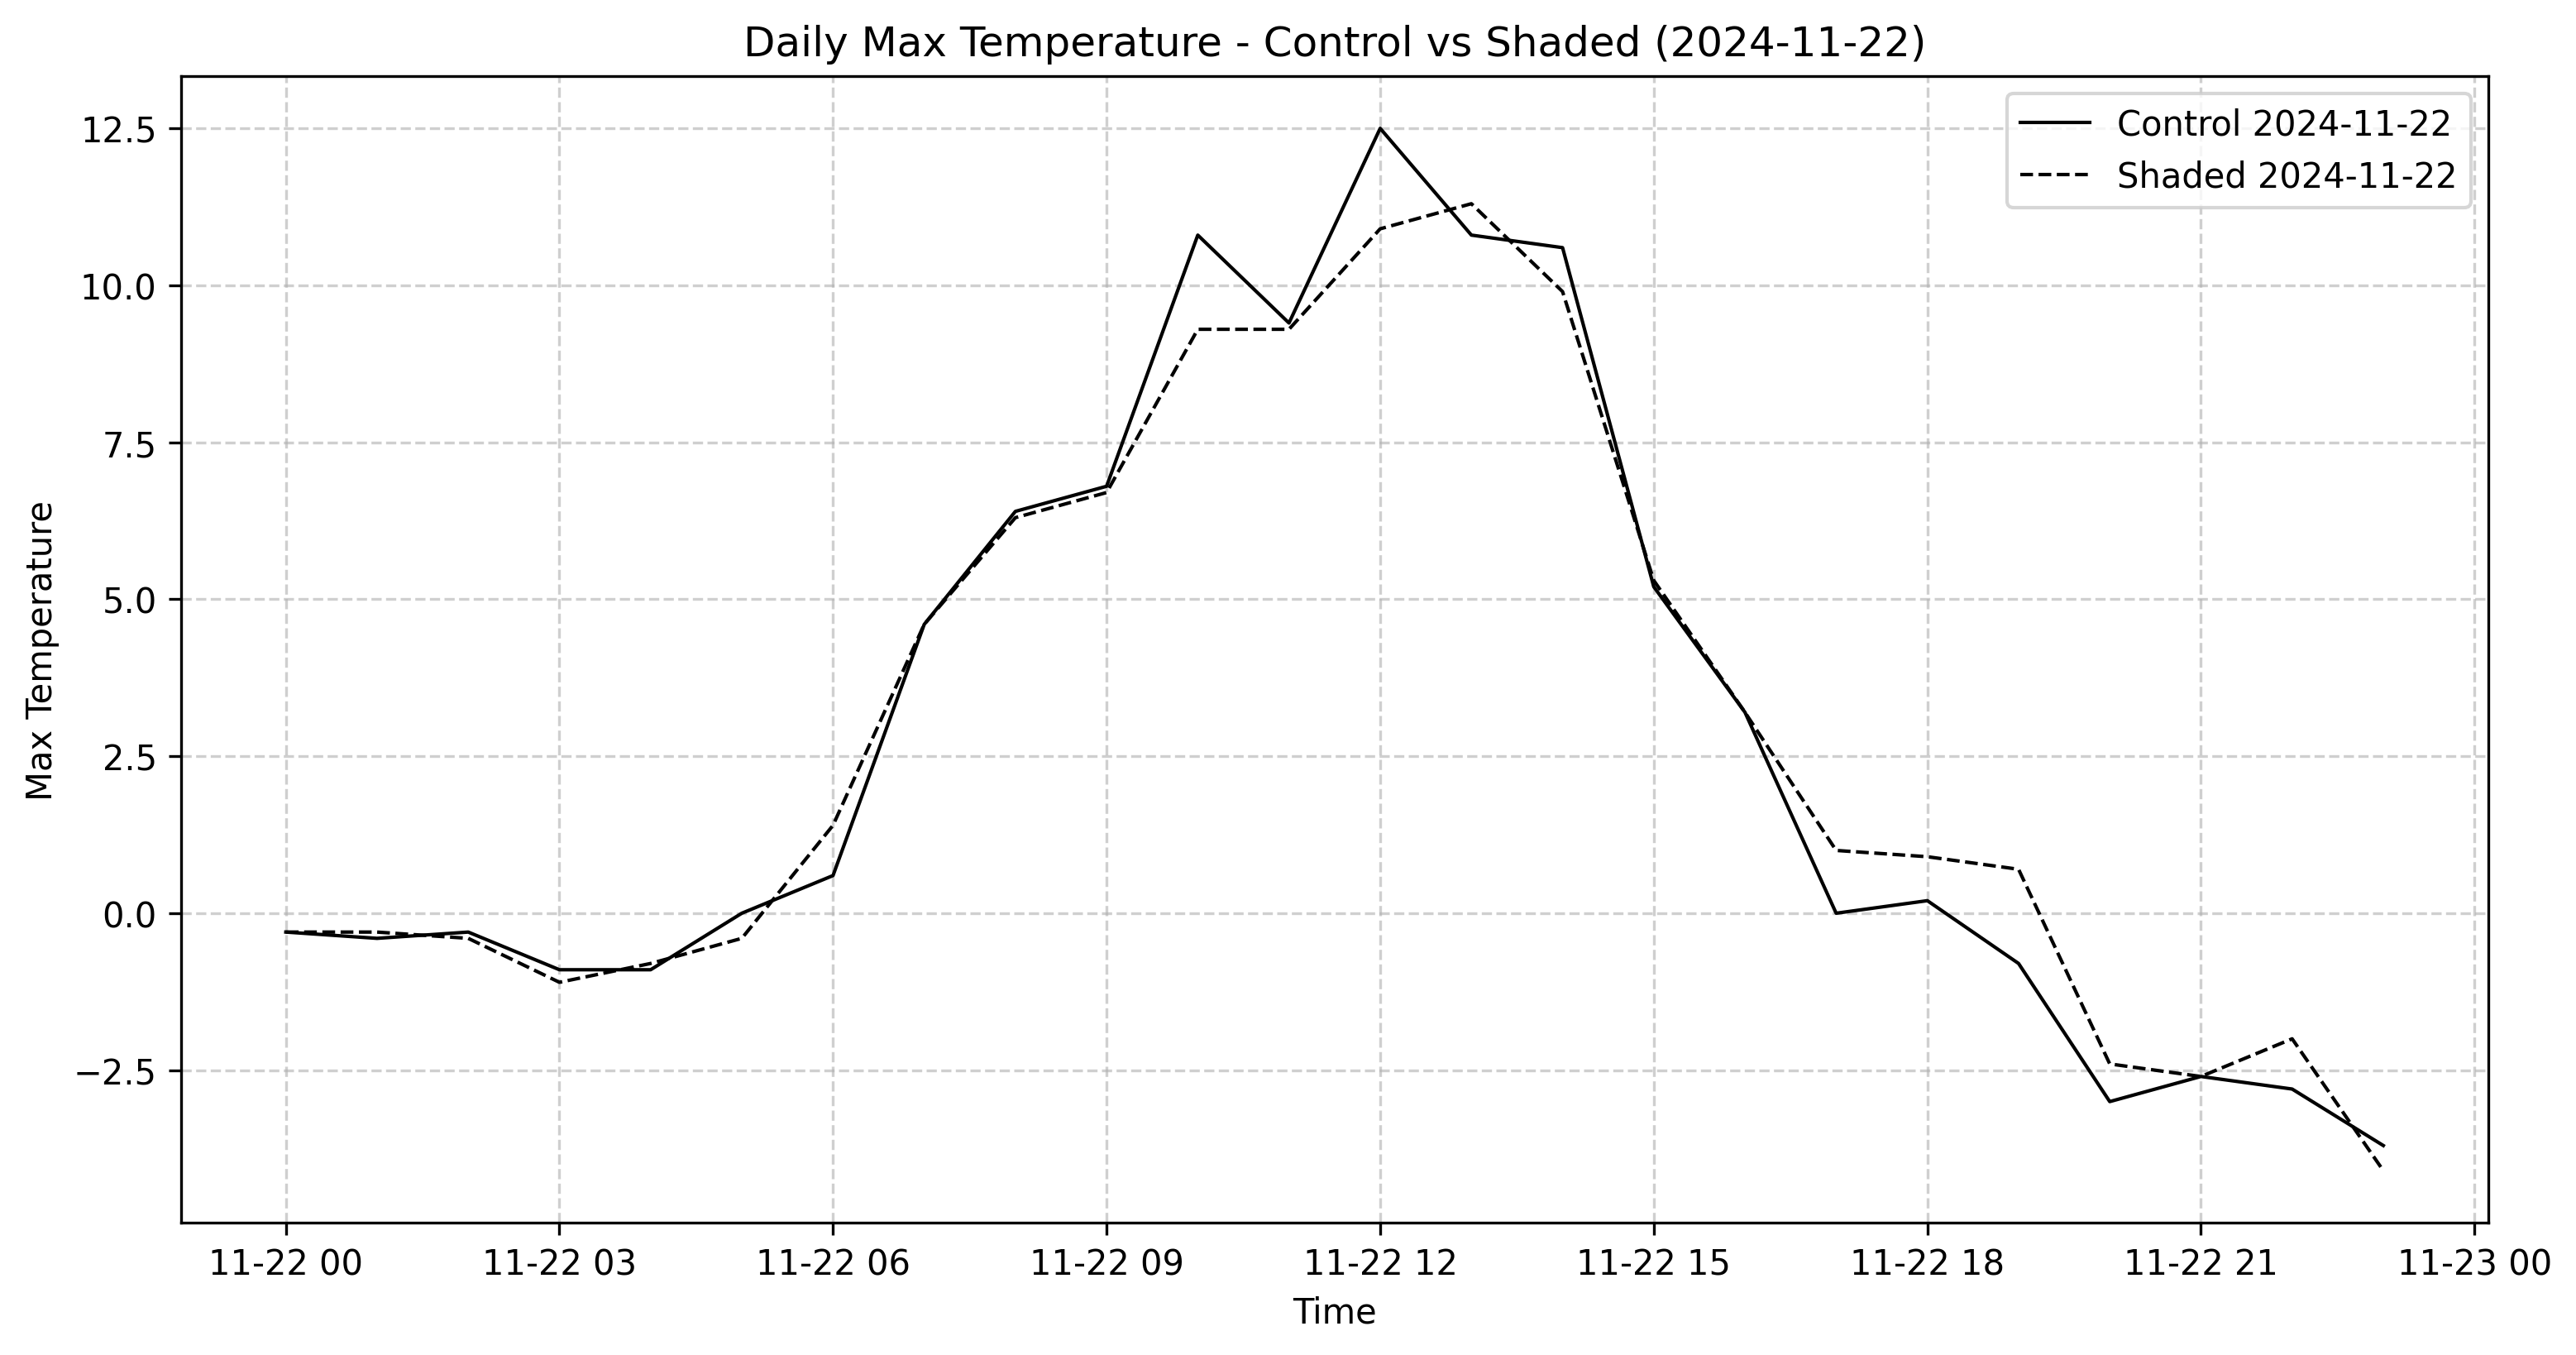 Daily Max Temperature - Control vs Shaded (2024-11-22)
Control 2024-11-22
Shaded 2024-11-22
Max Temperature
12.5
10.0
7.5
5.0
2.5
0.0
−2.5
11-22 00 11-22 03 11-22 06 11-22 09 11-22 12 11-22 15 11-22 18 11-22 21 11-23 00
Time